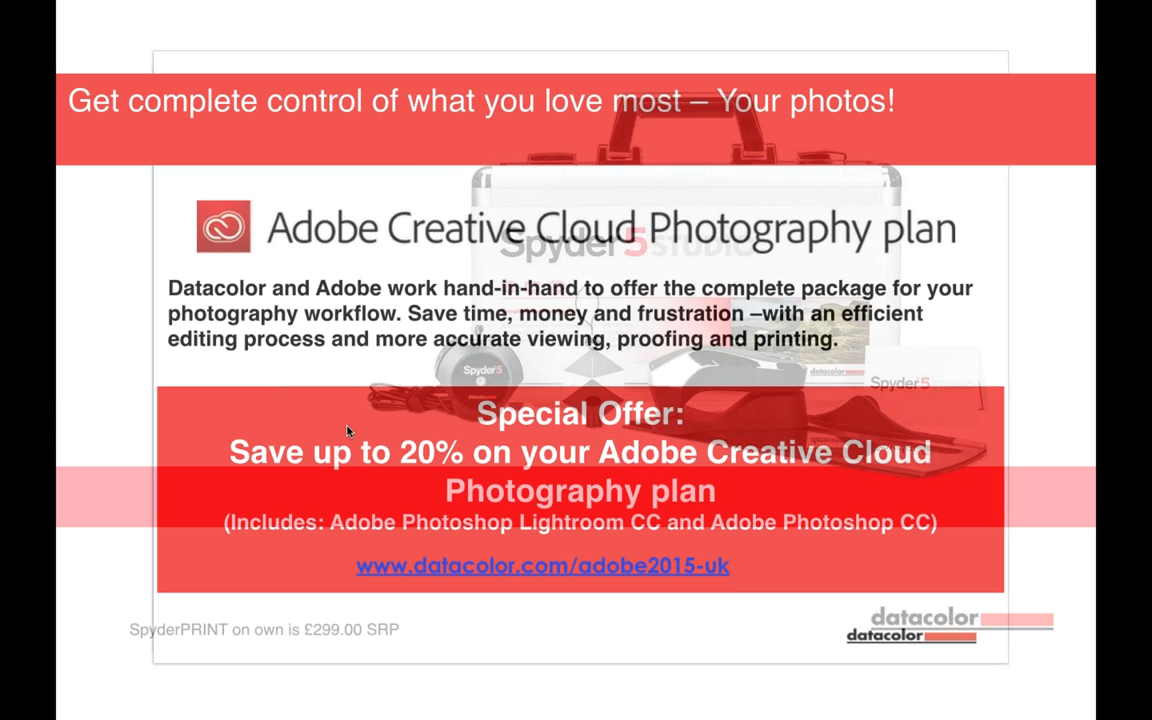 Get complete control of what you love most – Your photos!
Adobe Creative Cloud Photography plan
Spyder5STUDIO
Datacolor and Adobe work hand-in-hand to offer the complete package for your
photography workflow. Save time, money and frustration –with an efficient
editing process and more accurate viewing, proofing and printing.
Spyder5
datacolor
Spyder5STUDIO
Special Offer:
Save up to 20% on your Adobe Creative Cloud
Photography plan
(Includes: Adobe Photoshop Lightroom CC and Adobe Photoshop CC)
www.datacolor.com/adobe2015-uk
SpyderPRINT on own is £299.00 SRP
datacolor
datacolor